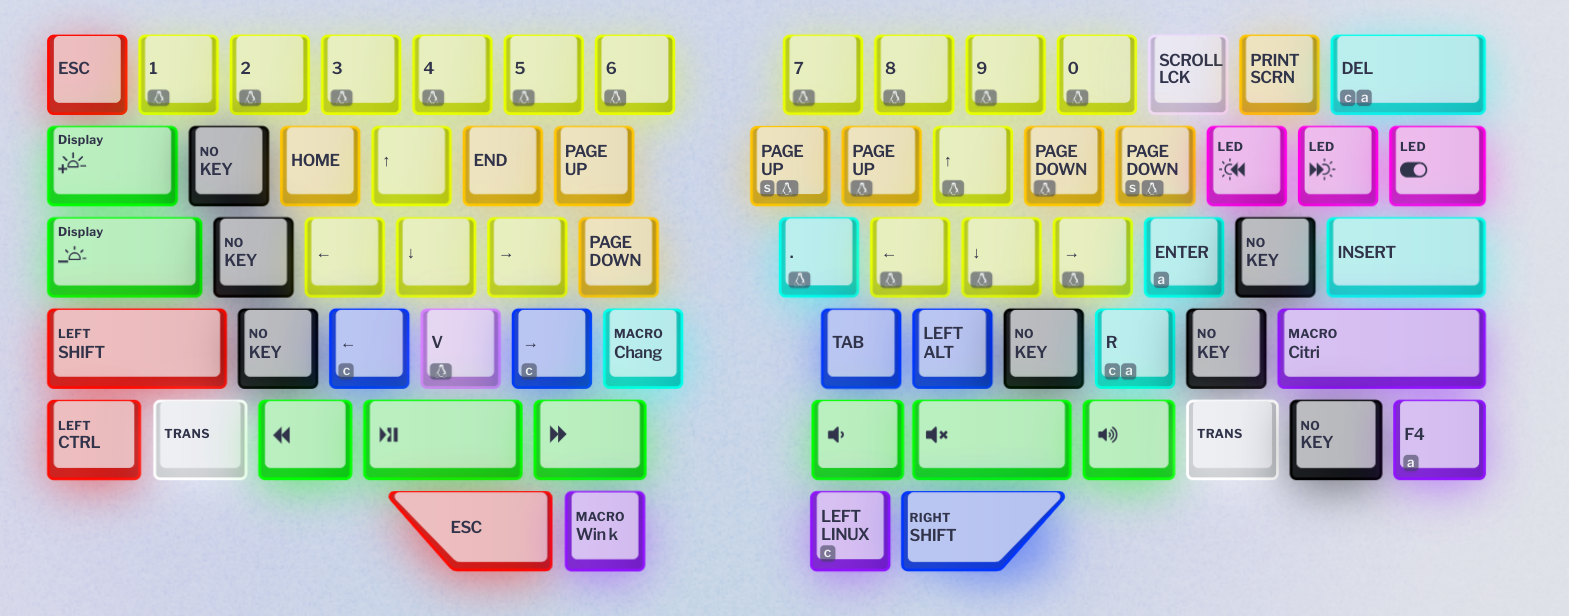 ESC
1
2
3
4
5
6
7
8
9
0
SCROLL
LCK
PRINT
SCRN
DEL
c a
Display
NO
KEY
HOME
↑
END
PAGE
UP
PAGE
UP
s
PAGE
UP
↑
PAGE
DOWN
PAGE
DOWN
s
LED
LED
LED
Display
NO
KEY
←
↓
→
PAGE
DOWN
.
←
↓
→
ENTER
a
NO
KEY
INSERT
LEFT
SHIFT
NO
KEY
←
c
V
→
c
MACRO
Chang
TAB
LEFT
ALT
NO
KEY
R
c a
NO
KEY
MACRO
Citri
LEFT
CTRL
TRANS
TRANS
NO
KEY
F4
a
ESC
MACRO
Win k
LEFT
LINUX
c
RIGHT
SHIFT